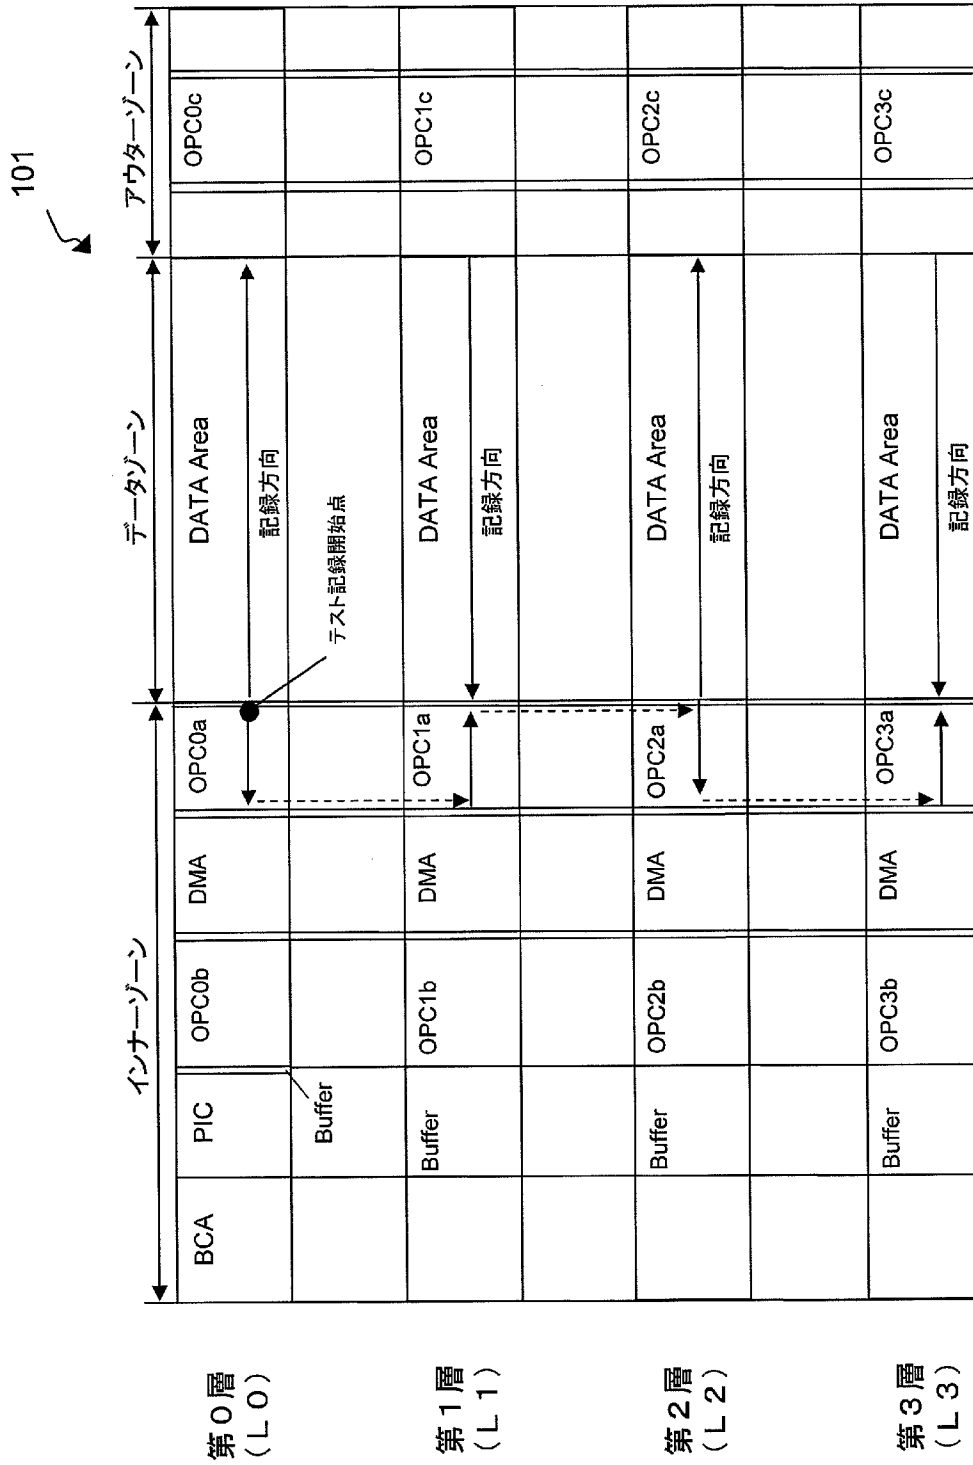 101
インナーゾーン
データゾーン
アウターゾーン
第0層
(L0)
BCA
PIC
OPC0b
DMA
OPC0a
DATA Area
OPC0c
記録方向
Buffer
テスト記録開始点
第1層
(L1)
Buffer
OPC1b
DMA
OPC1a
DATA Area
OPC1c
記録方向
第2層
(L2)
Buffer
OPC2b
DMA
OPC2a
DATA Area
OPC2c
記録方向
第3層
(L3)
Buffer
OPC3b
DMA
OPC3a
DATA Area
OPC3c
記録方向